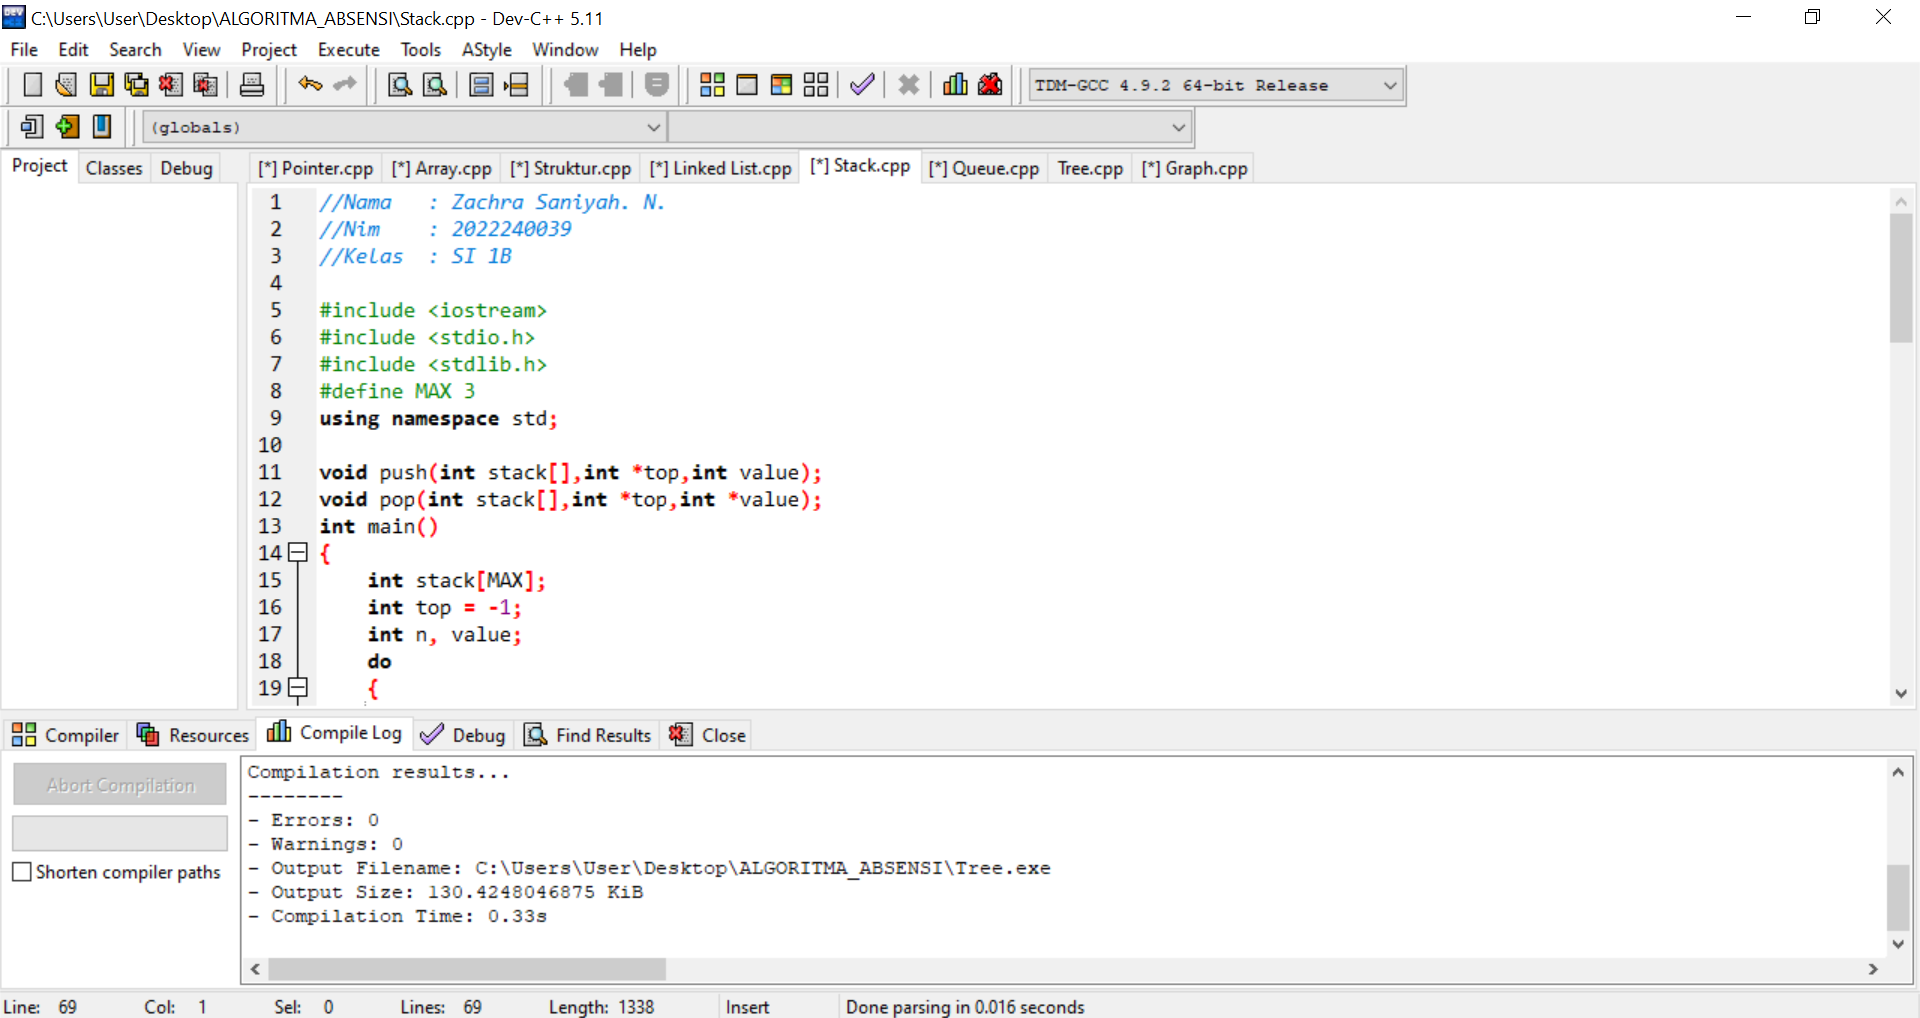 C:\Users\User\Desktop\ALGORITMA_ABSENSI\Stack.cpp - Dev-C++ 5.11
File Edit Search View Project Execute Tools AStyle Window Help
TDM-GCC 4.9.2 64-bit Release
(globals)
Project Classes Debug
[*] Pointer.cpp [*] Array.cpp [*] Struktur.cpp [*] Linked List.cpp [*] Stack.cpp [*] Queue.cpp Tree.cpp [*] Graph.cpp
1 //Nama   : Zachra Saniyah. N.
2 //Nim    : 2022240039
3 //Kelas  : SI 1B
4
5 #include <iostream>
6 #include <stdio.h>
7 #include <stdlib.h>
8 #define MAX 3
9 using namespace std;
10
11 void push(int stack[],int *top,int value);
12 void pop(int stack[],int *top,int *value);
13 int main()
14 {
15     int stack[MAX];
16     int top = -1;
17     int n, value;
18     do
19     {
Compiler Resources Compile Log Debug Find Results Close
Abort Compilation
Shorten compiler paths
Compilation results...
--------
- Errors: 0
- Warnings: 0
- Output Filename: C:\Users\User\Desktop\ALGORITMA_ABSENSI\Tree.exe
- Output Size: 130.4248046875 KiB
- Compilation Time: 0.33s
Line: 69 Col: 1 Sel: 0 Lines: 69 Length: 1338 Insert Done parsing in 0.016 seconds